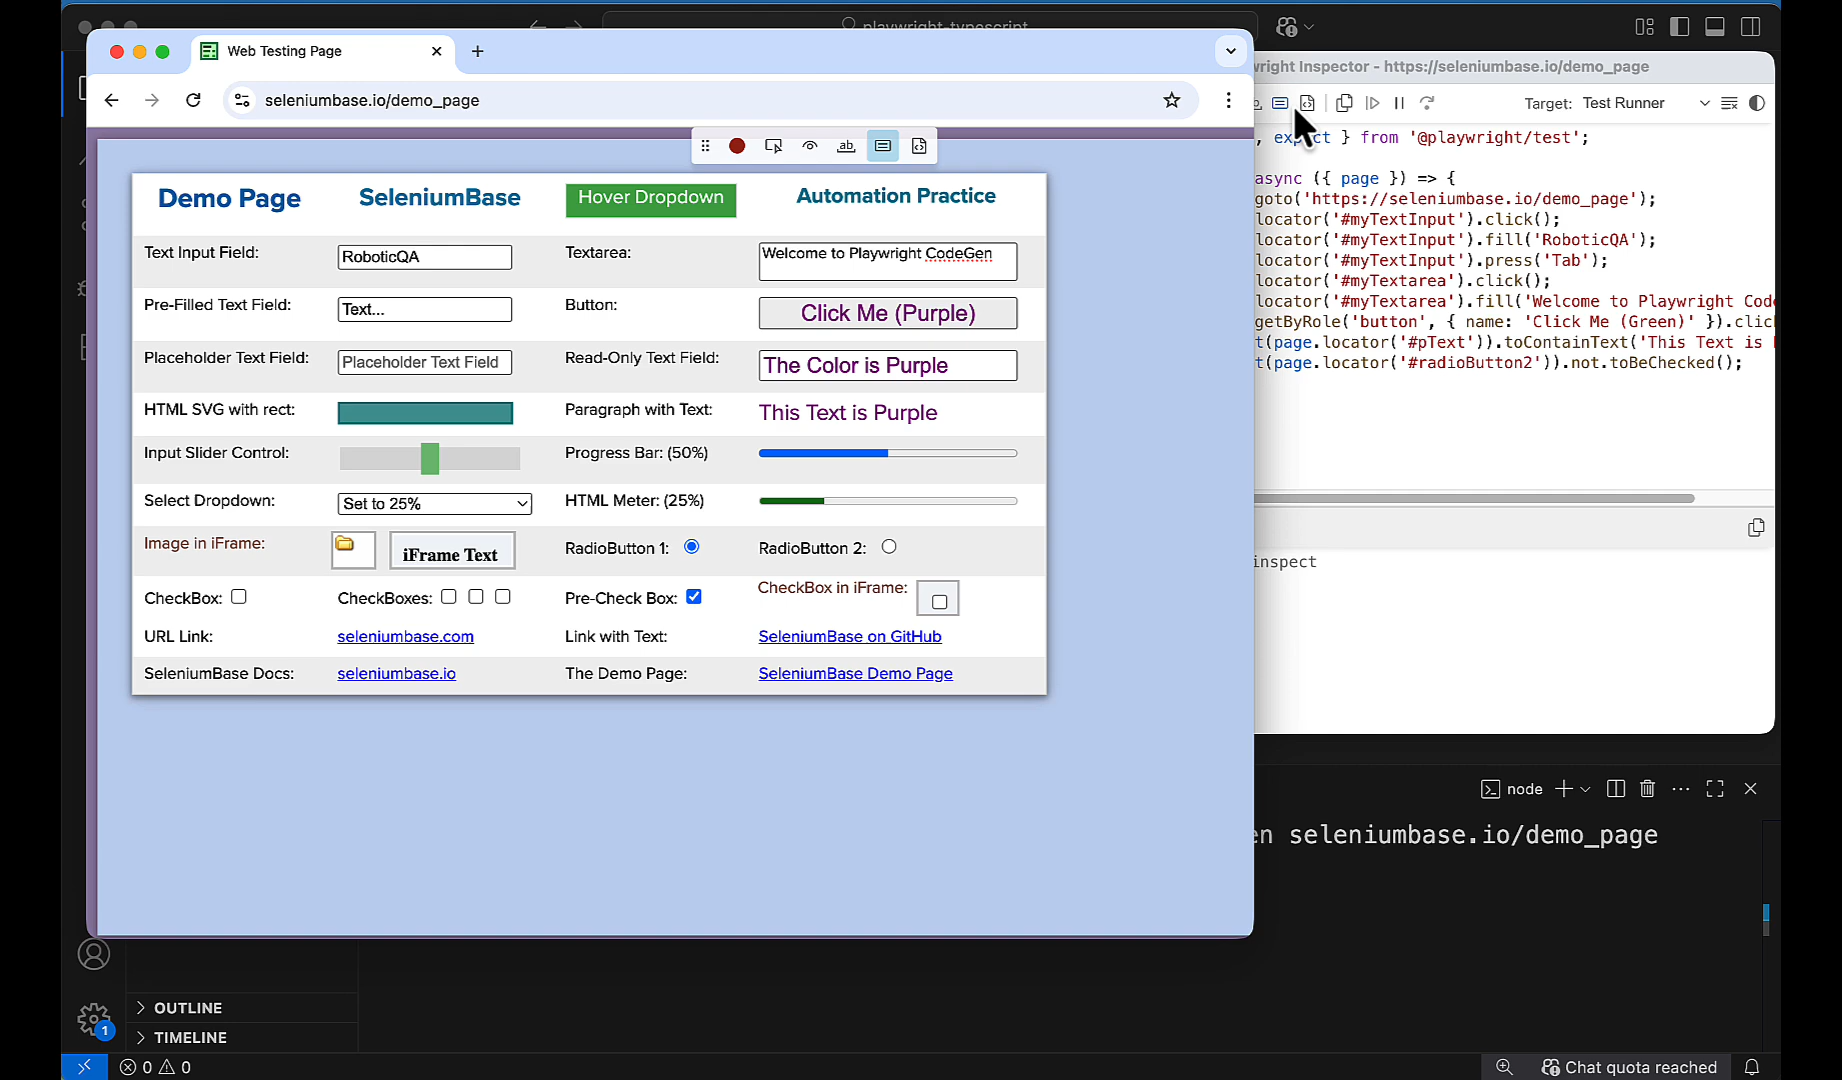 playwright-typescript
Web Testing Page
seleniumbase.io/demo_page
Demo Page
SeleniumBase
Hover Dropdown
Automation Practice
Text Input Field:
RoboticQA
Textarea:
Welcome to Playwright CodeGen
Pre-Filled Text Field:
Text...
Button:
Click Me (Purple)
Placeholder Text Field:
Placeholder Text Field
Read-Only Text Field:
The Color is Purple
HTML SVG with rect:
Paragraph with Text:
This Text is Purple
Input Slider Control:
Progress Bar: (50%)
Select Dropdown:
Set to 25%
HTML Meter: (25%)
Image in iFrame:
iFrame Text
RadioButton 1:
RadioButton 2:
CheckBox:
CheckBoxes:
Pre-Check Box:
CheckBox in iFrame:
URL Link:
seleniumbase.com
Link with Text:
SeleniumBase on GitHub
SeleniumBase Docs:
seleniumbase.io
The Demo Page:
SeleniumBase Demo Page
wright Inspector - https://seleniumbase.io/demo_page
Target: Test Runner
, expect } from '@playwright/test';
async ({ page }) => {
goto('https://seleniumbase.io/demo_page');
locator('#myTextInput').click();
locator('#myTextInput').fill('RoboticQA');
locator('#myTextInput').press('Tab');
locator('#myTextarea').click();
locator('#myTextarea').fill('Welcome to Playwright Cod
getByRole('button', { name: 'Click Me (Green)' }).clic
t(page.locator('#pText')).toContainText('This Text is
t(page.locator('#radioButton2')).not.toBeChecked();
inspect
node
en seleniumbase.io/demo_page
OUTLINE
TIMELINE
1
0 0
Chat quota reached